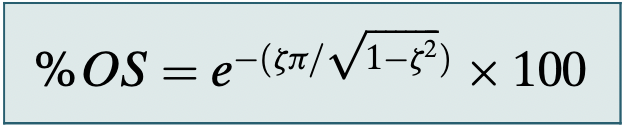 %OS = e^{-(ζπ/√(1-ζ²))} × 100